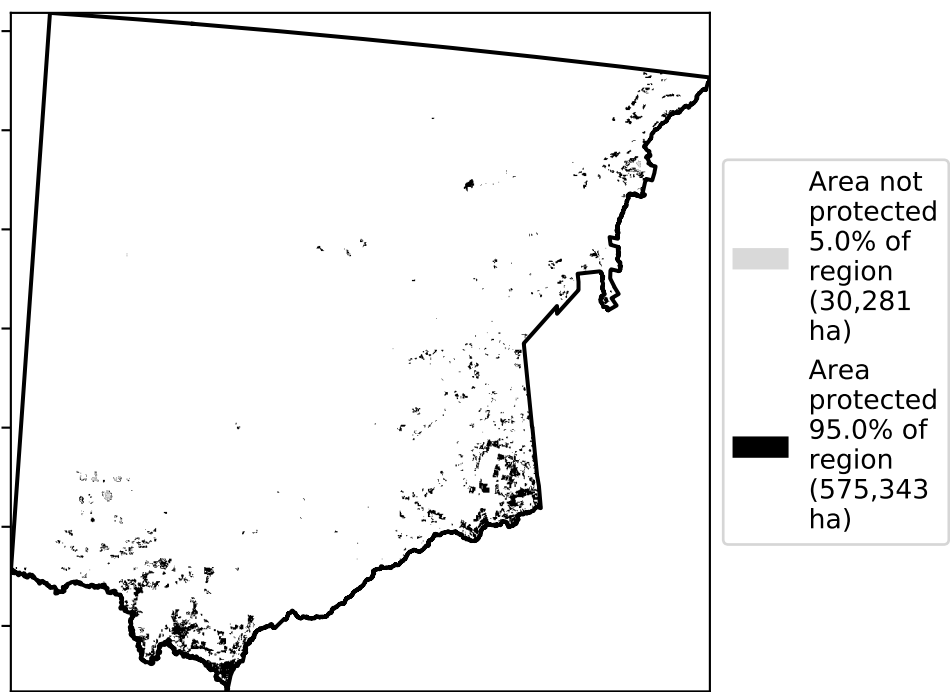 Area not
protected
5.0% of
region
(30,281
ha)
Area
protected
95.0% of
region
(575,343
ha)